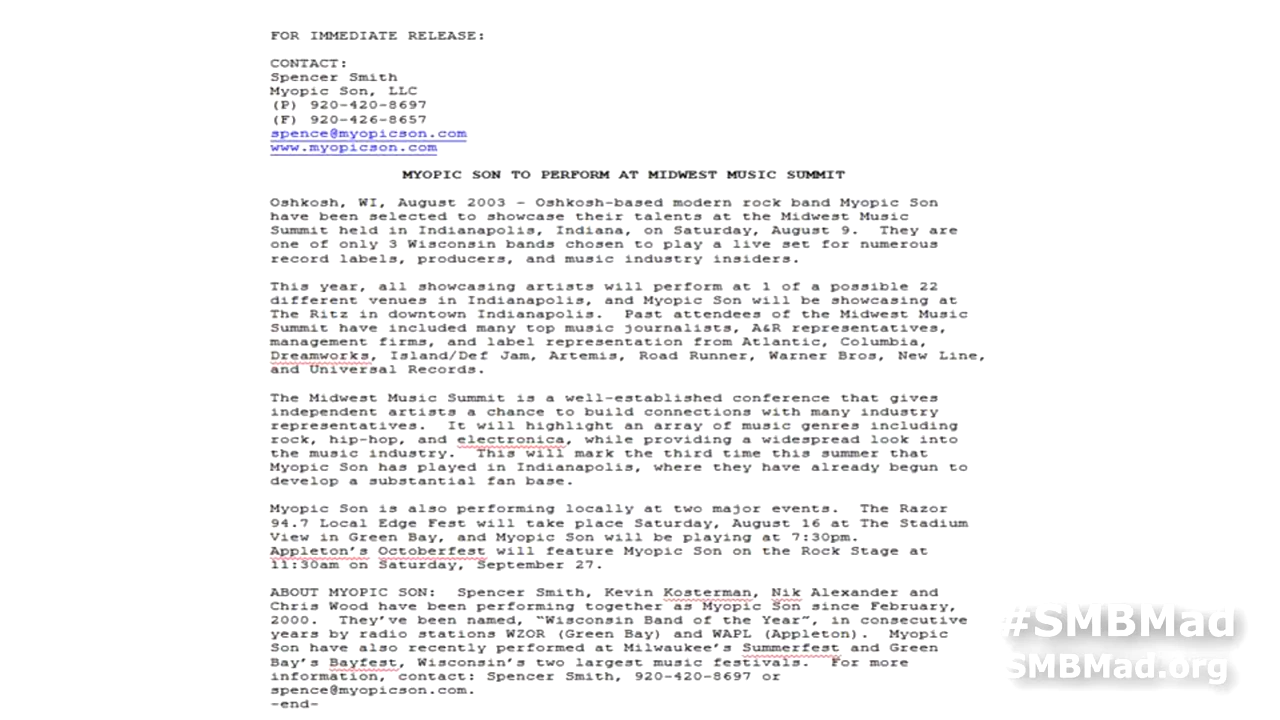 FOR IMMEDIATE RELEASE:
CONTACT:
Spencer Smith
Myopic Son, LLC
(P) 920-420-8697
(F) 920-426-8657
spence@myopicson.com
www.myopicson.com
MYOPIC SON TO PERFORM AT MIDWEST MUSIC SUMMIT
Oshkosh, WI, August 2003 – Oshkosh-based modern rock band Myopic Son
have been selected to showcase their talents at the Midwest Music
Summit held in Indianapolis, Indiana, on Saturday, August 9.  They are
one of only 3 Wisconsin bands chosen to play a live set for numerous
record labels, producers, and music industry insiders.
This year, all showcasing artists will perform at 1 of a possible 22
different venues in Indianapolis, and Myopic Son will be showcasing at
The Ritz in downtown Indianapolis.  Past attendees of the Midwest Music
Summit have included many top music journalists, A&R representatives,
management firms, and label representation from Atlantic, Columbia,
Dreamworks, Island/Def Jam, Artemis, Road Runner, Warner Bros, New Line,
and Universal Records.
The Midwest Music Summit is a well-established conference that gives
independent artists a chance to build connections with many industry
representatives.  It will highlight an array of music genres including
rock, hip-hop, and electronica, while providing a widespread look into
the music industry.  This will mark the third time this summer that
Myopic Son has played in Indianapolis, where they have already begun to
develop a substantial fan base.
Myopic Son is also performing locally at two major events.  The Razor
94.7 Local Edge Fest will take place Saturday, August 16 at The Stadium
View in Green Bay, and Myopic Son will be playing at 7:30pm.
Appleton's Octoberfest will feature Myopic Son on the Rock Stage at
11:30am on Saturday, September 27.
ABOUT MYOPIC SON:  Spencer Smith, Kevin Kosterman, Nik Alexander and
Chris Wood have been performing together as Myopic Son since February,
2000.  They've been named, "Wisconsin Band of the Year", in consecutive
years by radio stations WZOR (Green Bay) and WAPL (Appleton).  Myopic
Son have also recently performed at Milwaukee's Summerfest and Green
Bay's Bayfest, Wisconsin's two largest music festivals.  For more
information, contact: Spencer Smith, 920-420-8697 or
spence@myopicson.com.
-end-
#SMBMad
SMBMad.org